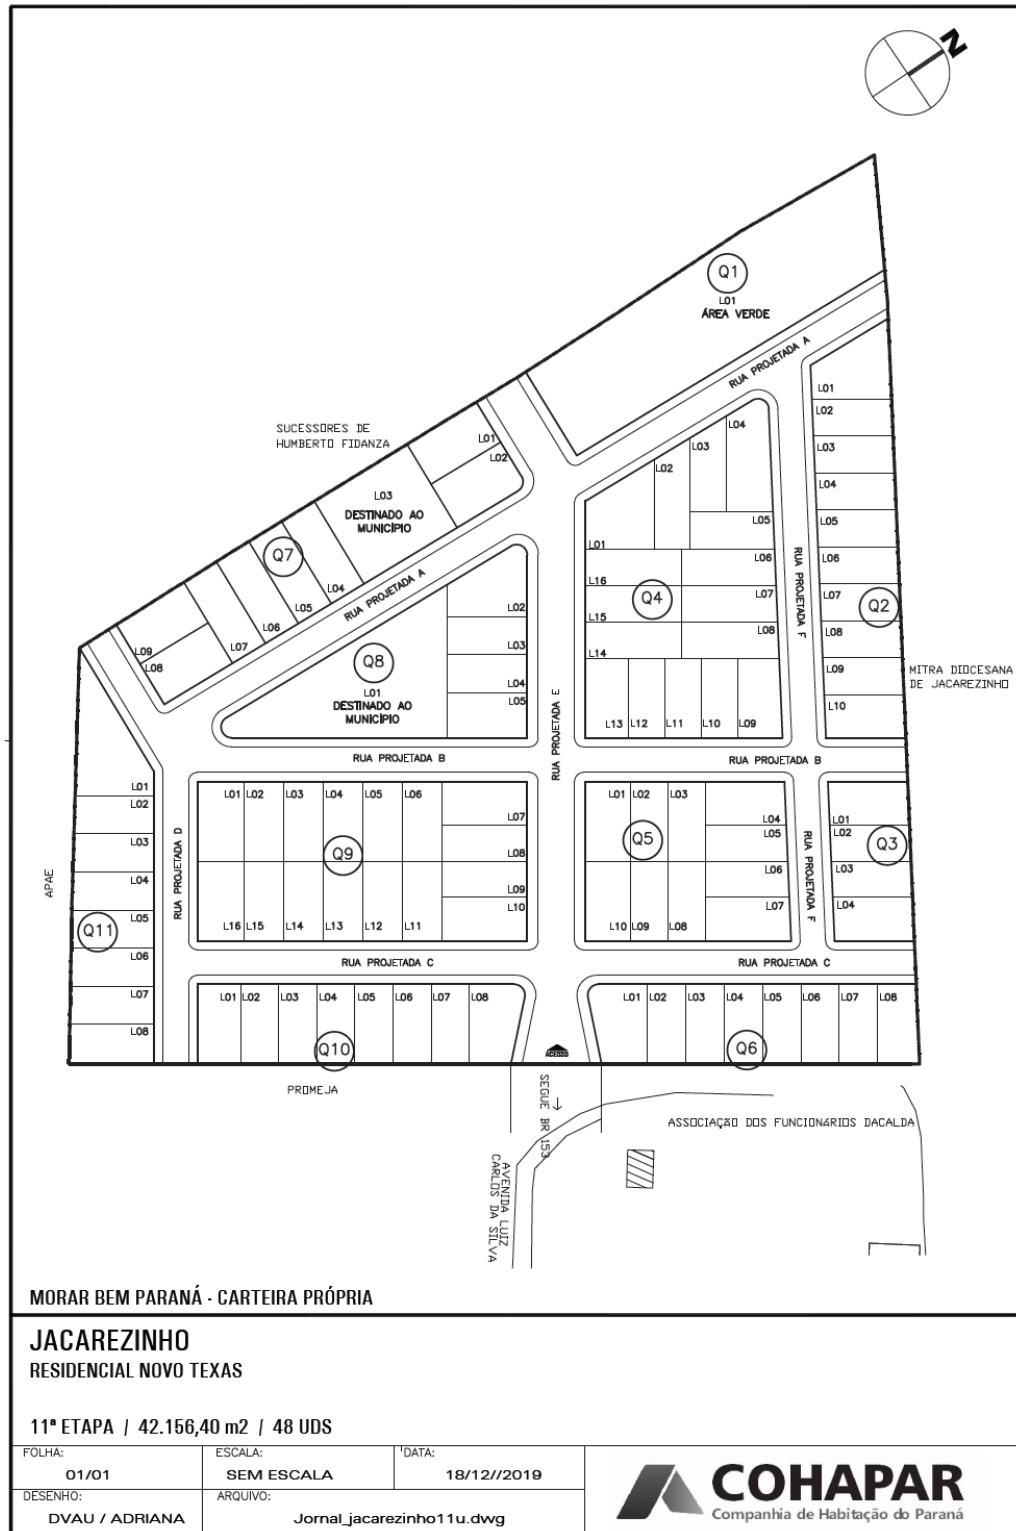 N
Q1
L01
ÁREA VERDE
RUA PROJETADA A
SUCESSORES DE
HUMBERTO FIDANZA
L01
L02
L03
DESTINADO AO
MUNICÍPIO
Q7
L04
L05
L06
L07
L09
L08
RUA PROJETADA A
L04
L03
L02
L05
L01
L06
L16
Q4
L07
L15
L08
L14
L13
L12
L11
L10
L09
RUA PROJETADA F
L01
L02
L03
L04
L05
L06
L07
Q2
L08
L09
L10
MITRA DIOCESANA
DE JACAREZINHO
Q8
L01
DESTINADO AO
MUNICÍPIO
L02
L03
L04
L05
RUA PROJETADA E
RUA PROJETADA B
RUA PROJETADA B
L01
L02
L03
L04
L05
L06
L07
L08
Q11
APAE
RUA PROJETADA D
L01
L02
L03
L04
L05
L06
L07
Q9
L08
L09
L10
L16
L15
L14
L13
L12
L11
L01
L02
L03
L04
L05
Q5
L06
L07
L10
L09
L08
RUA PROJETADA F
L01
L02
Q3
L03
L04
RUA PROJETADA C
RUA PROJETADA C
L01
L02
L03
L04
L05
L06
L07
L08
Q10
L01
L02
L03
L04
L05
L06
L07
L08
Q6
ACESSO
PROMEJA
SEGUE BR 153
ASSOCIAÇÃO DOS FUNCIONÁRIOS DACALDA
AVENIDA LUIZ
CARLOS DA SILVA
MORAR BEM PARANÁ - CARTEIRA PRÓPRIA
JACAREZINHO
RESIDENCIAL NOVO TEXAS
11ª ETAPA / 42.156,40 m2 / 48 UDS
FOLHA:
01/01
ESCALA:
SEM ESCALA
DATA:
18/12//2019
DESENHO:
DVAU / ADRIANA
ARQUIVO:
Jornal_jacarezinho11u.dwg
COHAPAR
Companhia de Habitação do Paraná